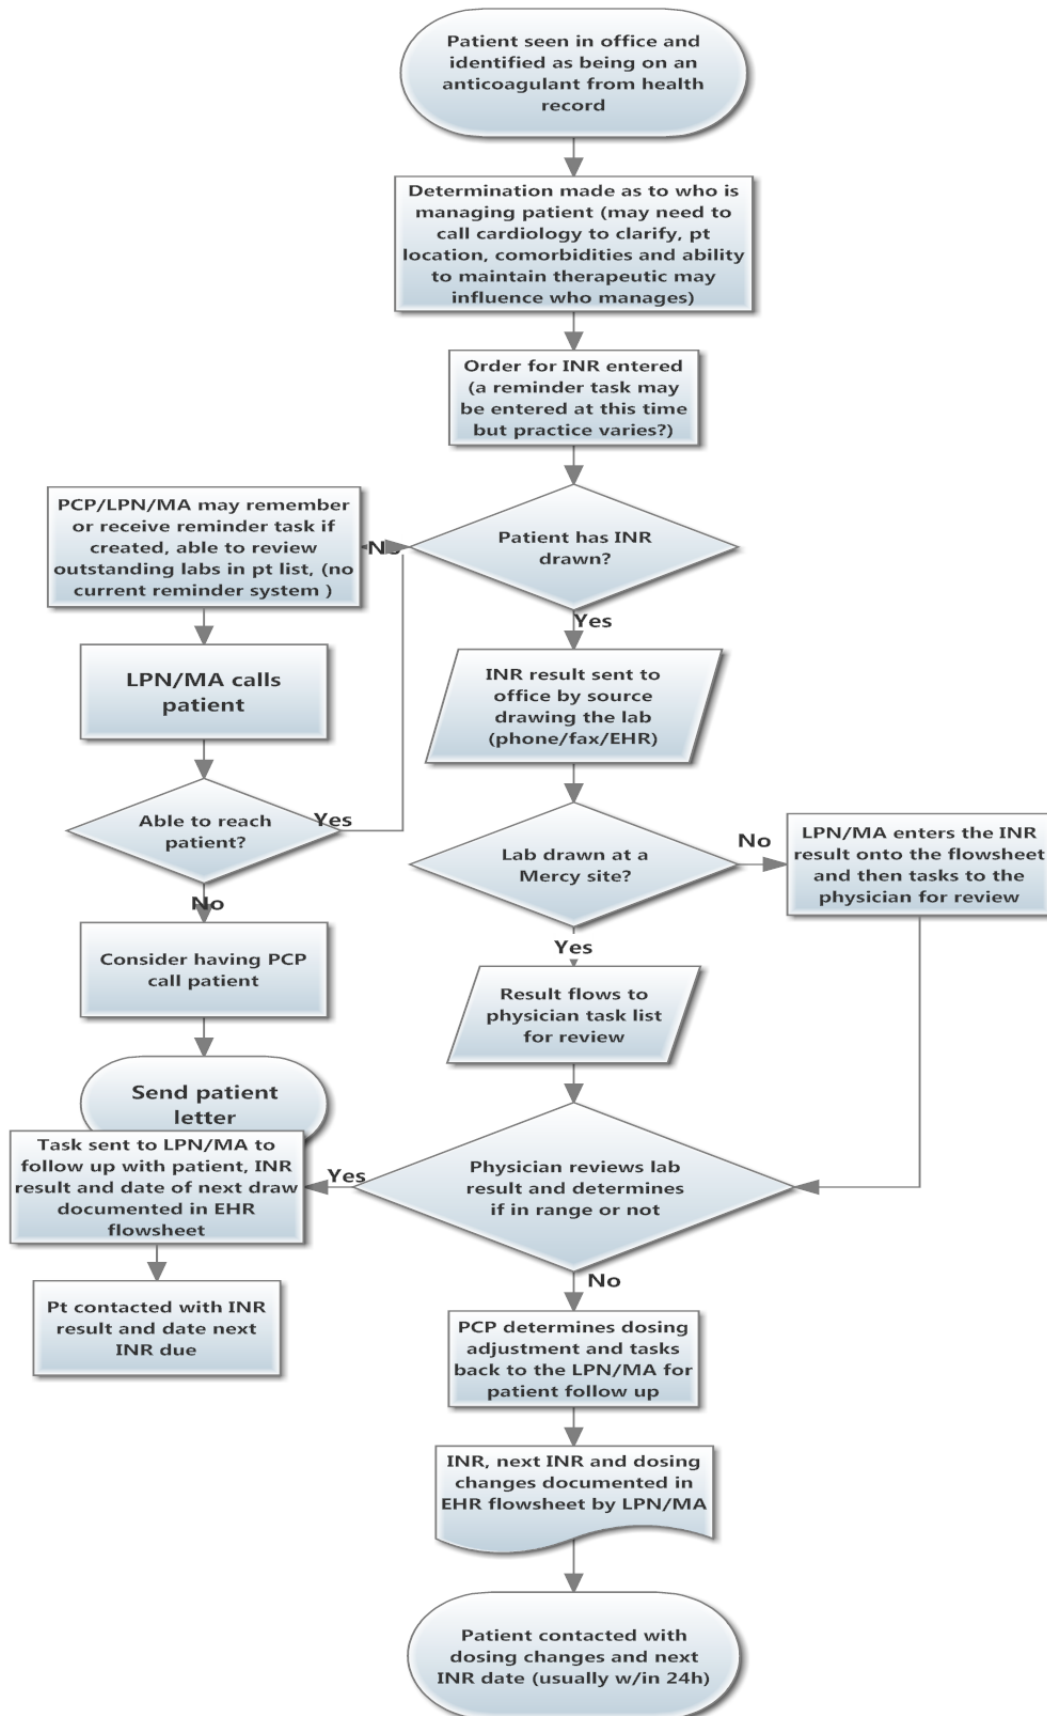 Patient seen in office and
identified as being on an
anticoagulant from health
record
Determination made as to who is
managing patient (may need to
call cardiology to clarify, pt
location, comorbidities and ability
to maintain therapeutic may
influence who manages)
Order for INR entered
(a reminder task may
be entered at this time
but practice varies?)
Patient has INR
drawn?
No
PCP/LPN/MA may remember
or receive reminder task if
created, able to review
outstanding labs in pt list, (no
current reminder system )
LPN/MA calls
patient
Able to reach
patient?
Yes
No
Consider having PCP
call patient
Send patient
letter
Yes
INR result sent to
office by source
drawing the lab
(phone/fax/EHR)
Lab drawn at a
Mercy site?
No
LPN/MA enters the INR
result onto the flowsheet
and then tasks to the
physician for review
Yes
Result flows to
physician task list
for review
Physician reviews lab
result and determines
if in range or not
Yes
Task sent to LPN/MA to
follow up with patient, INR
result and date of next draw
documented in EHR
flowsheet
Pt contacted with INR
result and date next
INR due
No
PCP determines dosing
adjustment and tasks
back to the LPN/MA for
patient follow up
INR, next INR and dosing
changes documented in
EHR flowsheet by LPN/MA
Patient contacted with
dosing changes and next
INR date (usually w/in 24h)